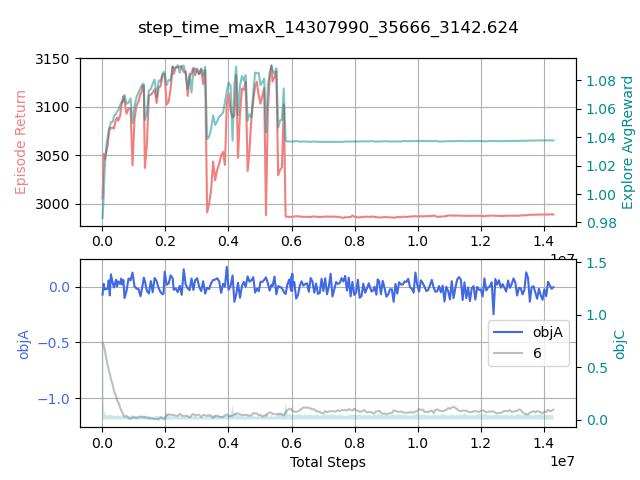 step_time_maxR_14307990_35666_3142.624
3150
3100
3050
3000
Episode Return
1.08
1.06
1.04
1.02
1.00
0.98
Explore AvgReward
0.0 0.2 0.4 0.6 0.8 1.0 1.2 1.4
1e7
0.0
−0.5
−1.0
objA
1.5
1.0
0.5
0.0
objC
objA
6
0.0 0.2 0.4 0.6 0.8 1.0 1.2 1.4
Total Steps
1e7